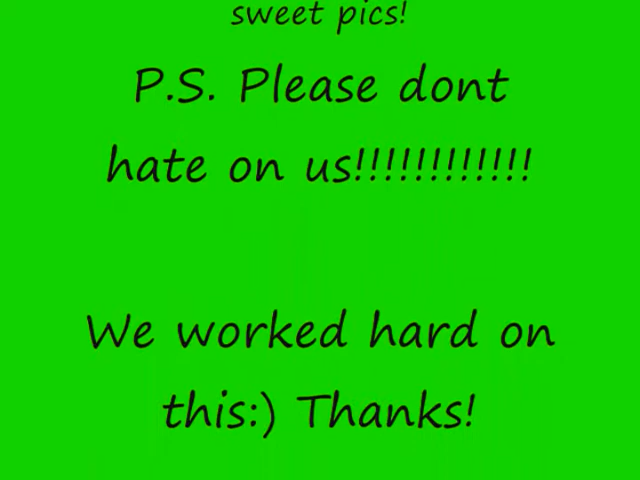 sweet pics!
P.S. Please dont
hate on us!!!!!!!!!!!!
We worked hard on
this:) Thanks!